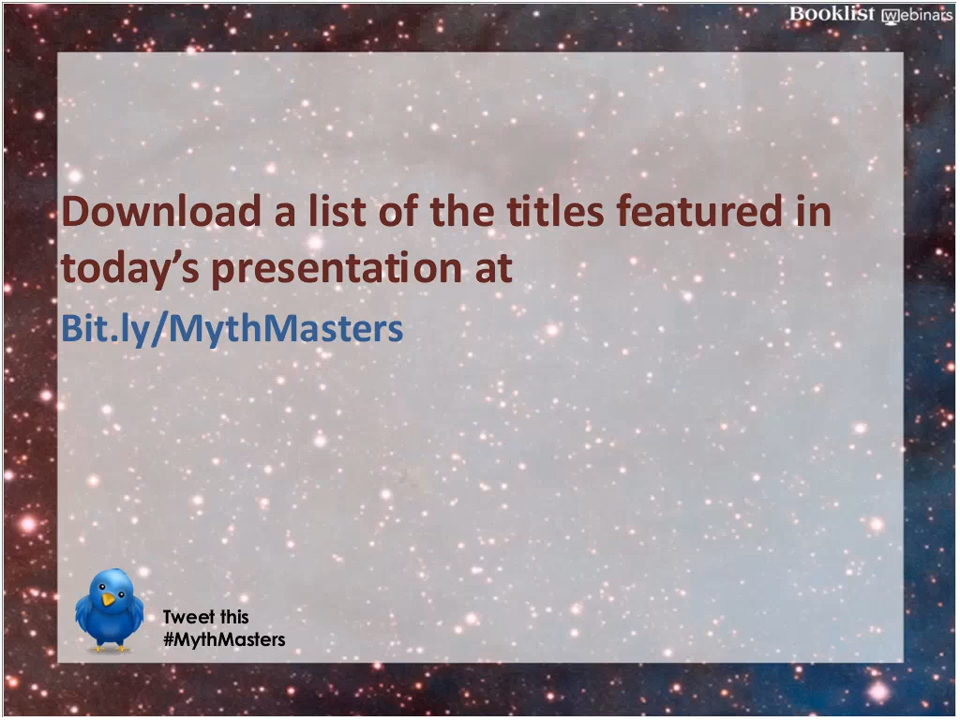 Booklist Webinars
Download a list of the titles featured in
today’s presentation at
Bit.ly/MythMasters
Tweet this
#MythMasters